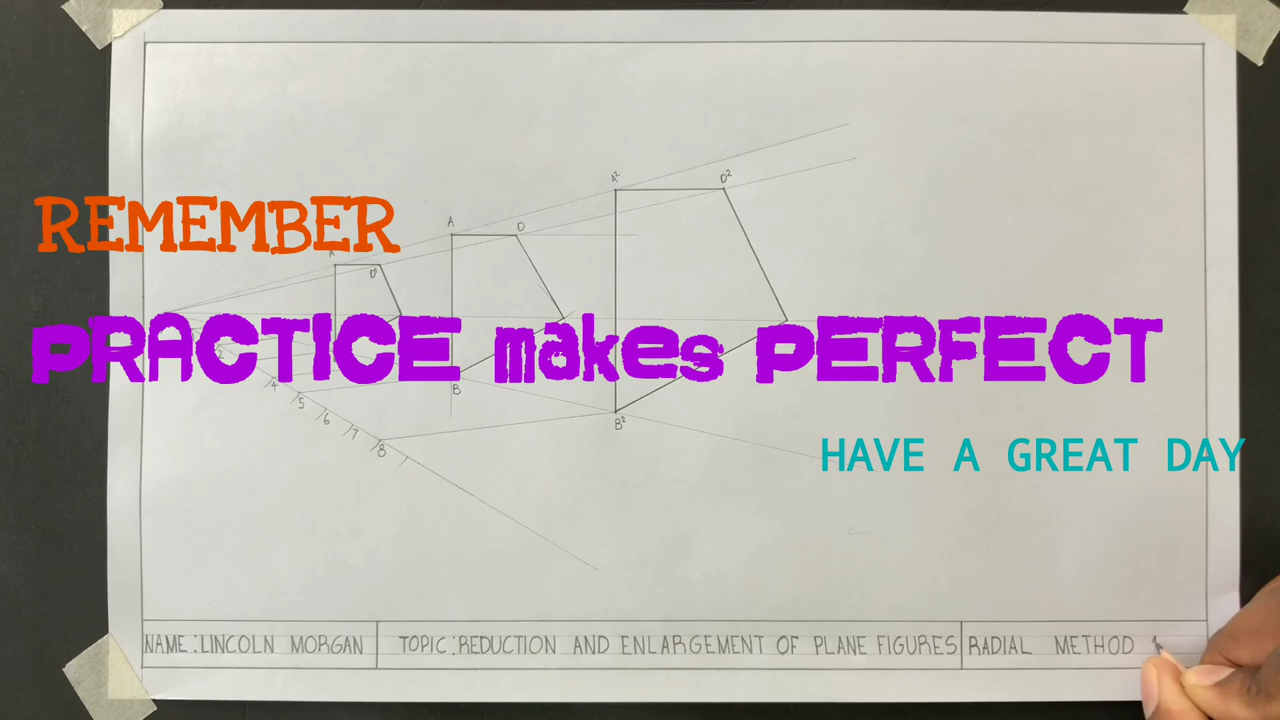 A² D²
REMEMBER
A D
D¹
PRACTICE makes PERFECT
/4
/5 B
/6 B²
/7
/8
HAVE A GREAT DAY
NAME:LINCOLN MORGAN TOPIC:REDUCTION AND ENLARGEMENT OF PLANE FIGURES RADIAL METHOD